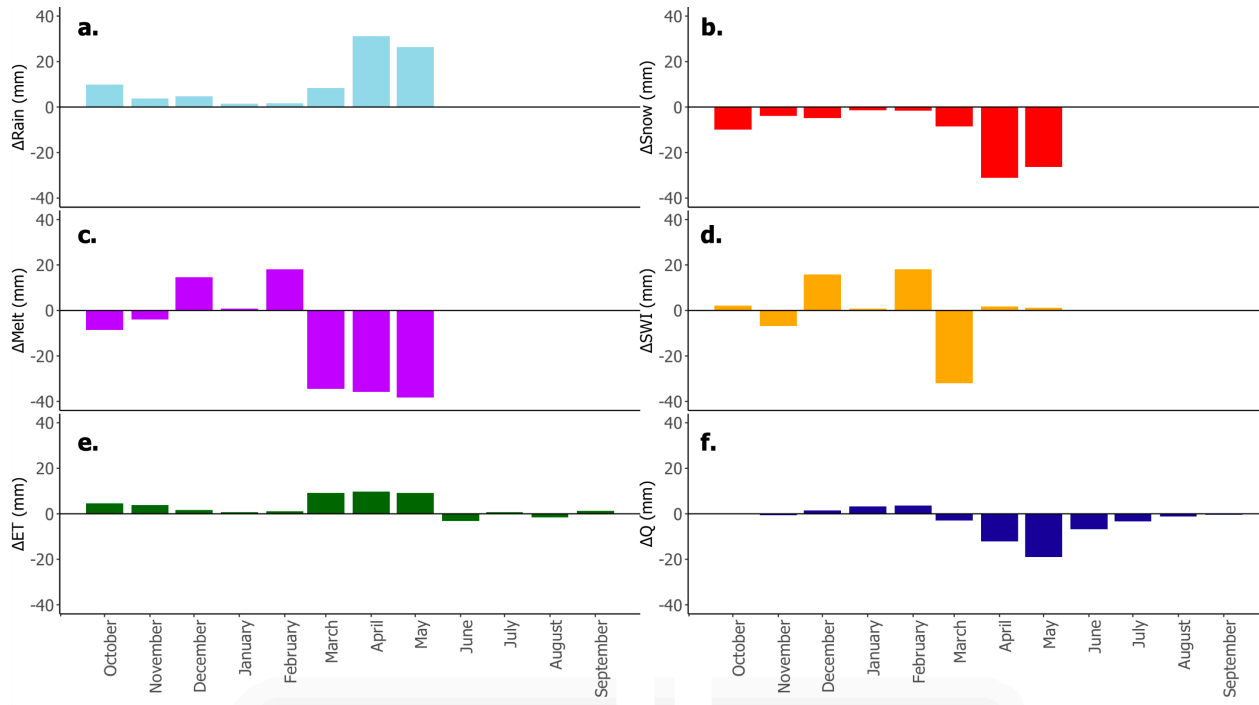 a.
ΔRain (mm)
40
20
0
-20
-40
b.
ΔSnow (mm)
40
20
0
-20
-40
c.
ΔMelt (mm)
40
20
0
-20
-40
d.
ΔSWI (mm)
40
20
0
-20
-40
e.
ΔET (mm)
40
20
0
-20
-40
October
November
December
January
February
March
April
May
June
July
August
September
f.
ΔQ (mm)
40
20
0
-20
-40
October
November
December
January
February
March
April
May
June
July
August
September